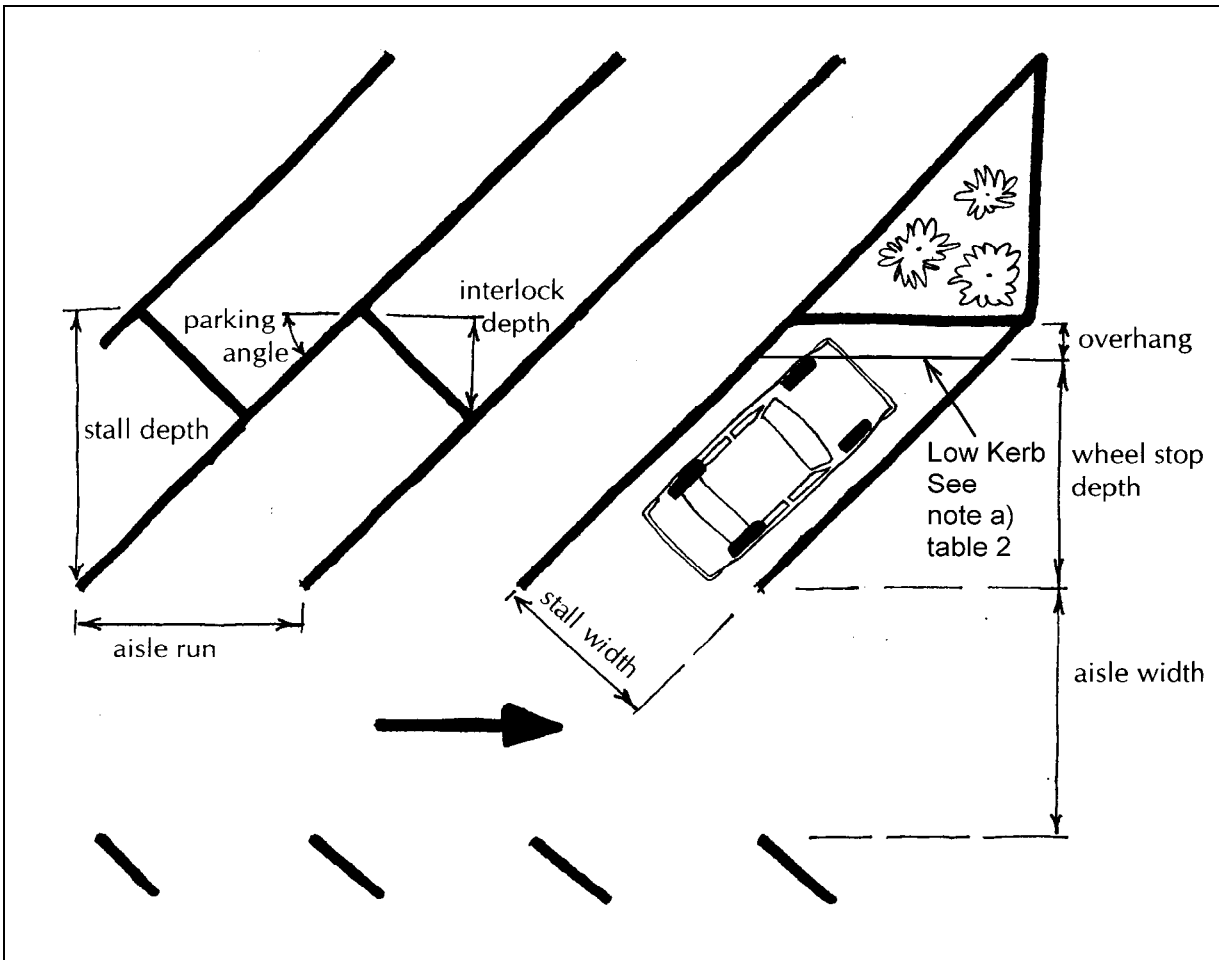 interlock
depth
parking
angle
overhang
stall depth
Low Kerb
See
note a)
table 2
wheel stop
depth
stall width
aisle run
aisle width